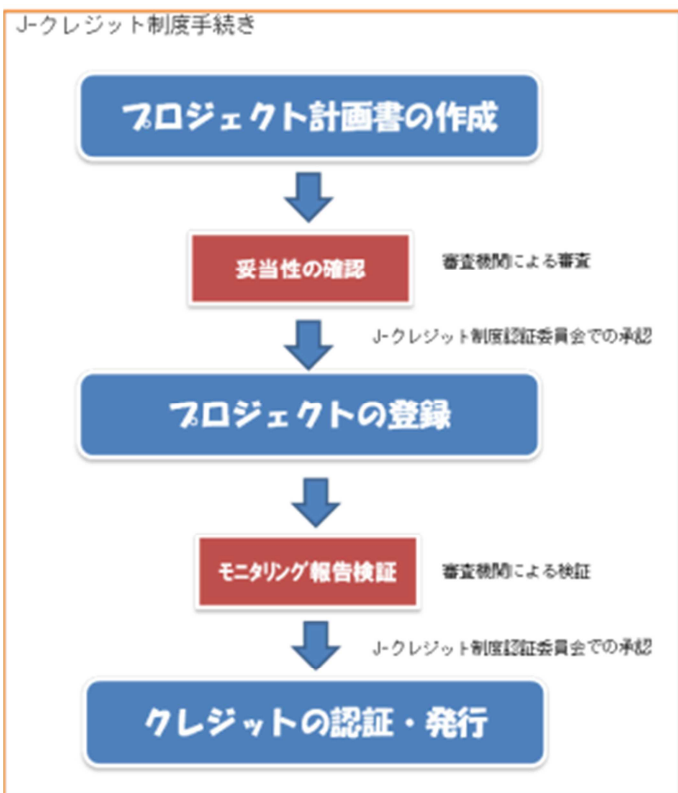 J-クレジット制度手続き
プロジェクト計画書の作成
妥当性の確認
審査機関による審査
J-クレジット制度認証委員会での承認
プロジェクトの登録
モニタリング報告検証
審査機関による検証
J-クレジット制度認証委員会での承認
クレジットの認証・発行